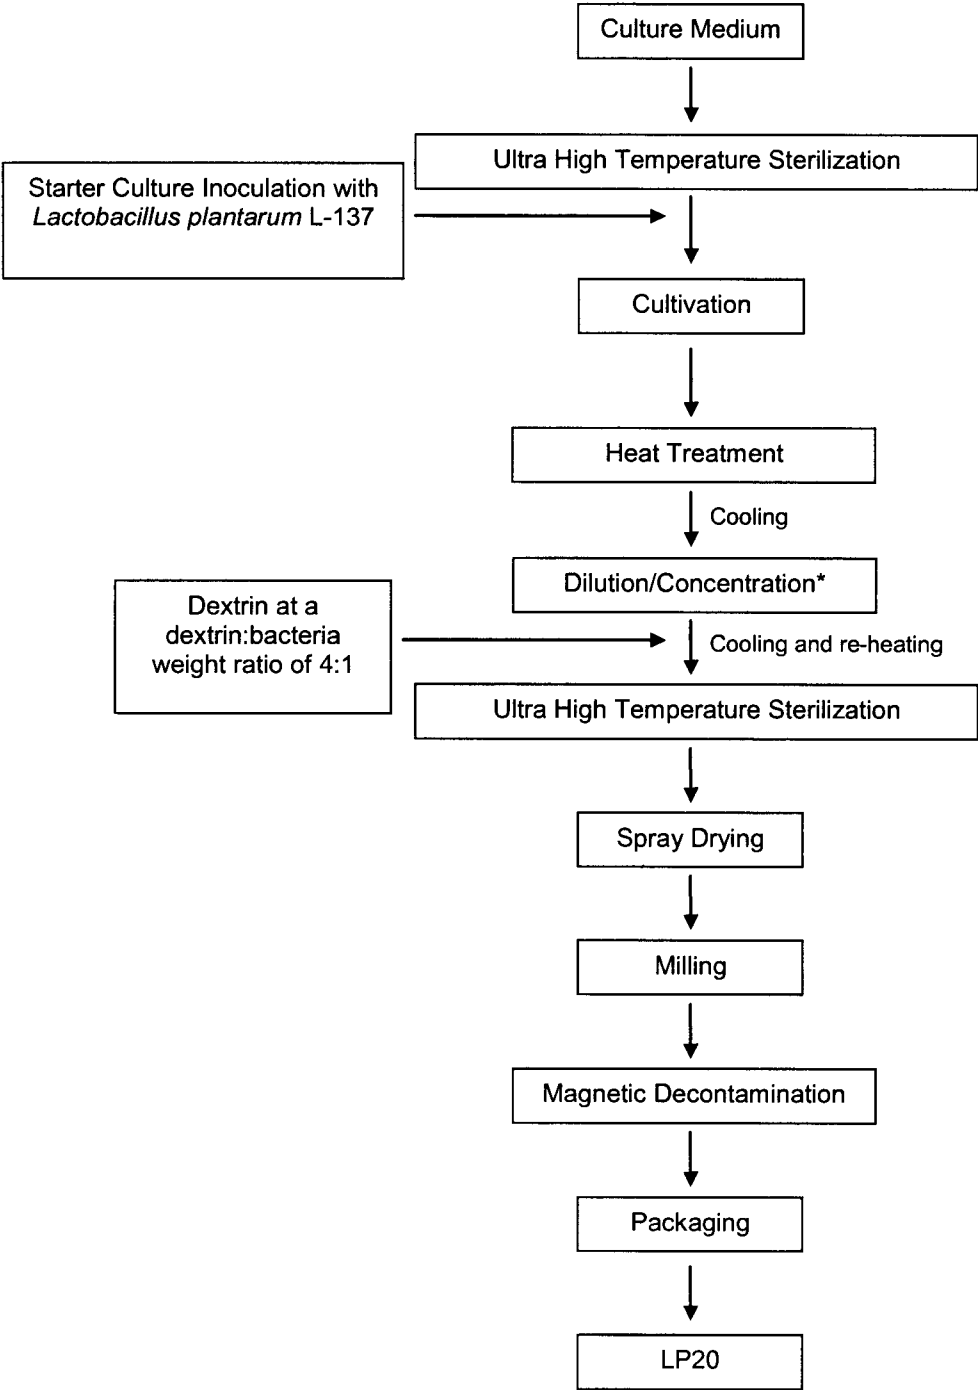 Culture Medium
Ultra High Temperature Sterilization
Starter Culture Inoculation with
Lactobacillus plantarum L-137
Cultivation
Heat Treatment
Cooling
Dilution/Concentration*
Dextrin at a
dextrin:bacteria
weight ratio of 4:1
Cooling and re-heating
Ultra High Temperature Sterilization
Spray Drying
Milling
Magnetic Decontamination
Packaging
LP20